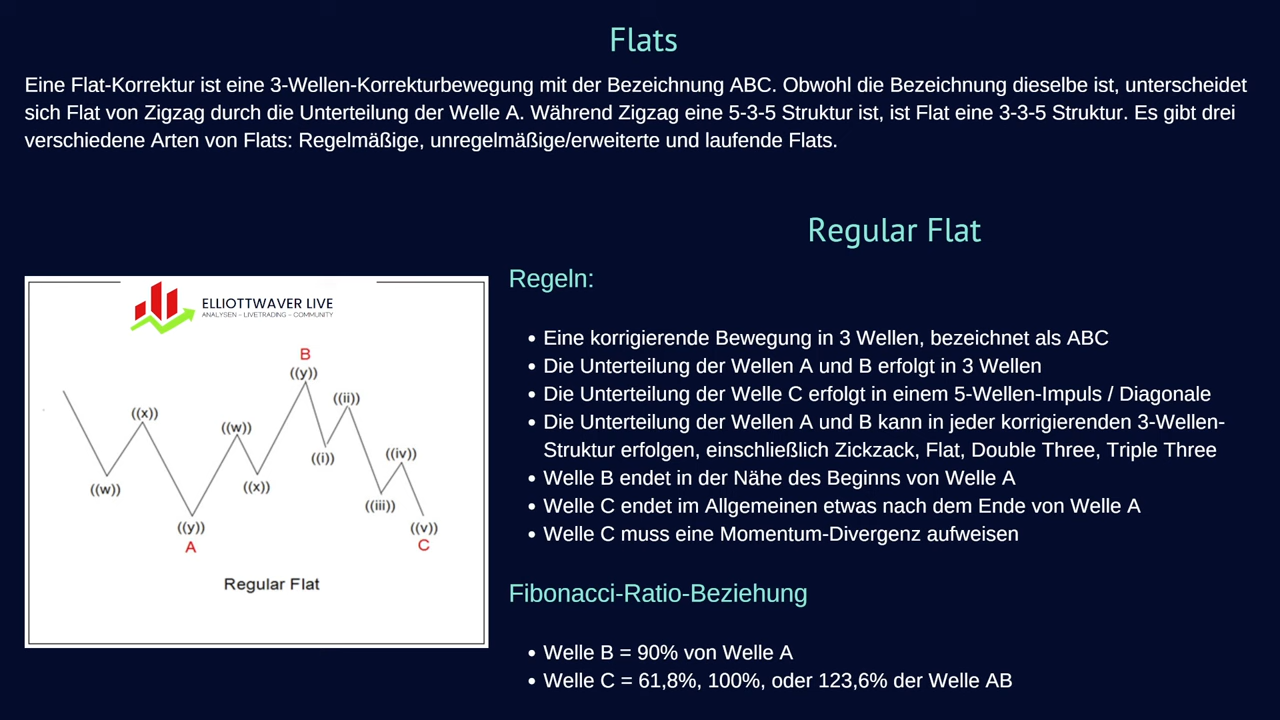 Flats
Eine Flat-Korrektur ist eine 3-Wellen-Korrekturbewegung mit der Bezeichnung ABC. Obwohl die Bezeichnung dieselbe ist, unterscheidet
sich Flat von Zigzag durch die Unterteilung der Welle A. Während Zigzag eine 5-3-5 Struktur ist, ist Flat eine 3-3-5 Struktur. Es gibt drei
verschiedene Arten von Flats: Regelmäßige, unregelmäßige/erweiterte und laufende Flats.
ELLIOTTWAVER LIVE
ANALYSEN – LIVETRADING – COMMUNITY
B
((y))
((ii))
((x))
((w))
((iv))
((i))
((w))
((x))
((iii))
((y))
((v))
A
C
Regular Flat
Regular Flat
Regeln:
• Eine korrigierende Bewegung in 3 Wellen, bezeichnet als ABC
• Die Unterteilung der Wellen A und B erfolgt in 3 Wellen
• Die Unterteilung der Welle C erfolgt in einem 5-Wellen-Impuls / Diagonale
• Die Unterteilung der Wellen A und B kann in jeder korrigierenden 3-Wellen-
Struktur erfolgen, einschließlich Zickzack, Flat, Double Three, Triple Three
• Welle B endet in der Nähe des Beginns von Welle A
• Welle C endet im Allgemeinen etwas nach dem Ende von Welle A
• Welle C muss eine Momentum-Divergenz aufweisen
Fibonacci-Ratio-Beziehung
• Welle B = 90% von Welle A
• Welle C = 61,8%, 100%, oder 123,6% der Welle AB